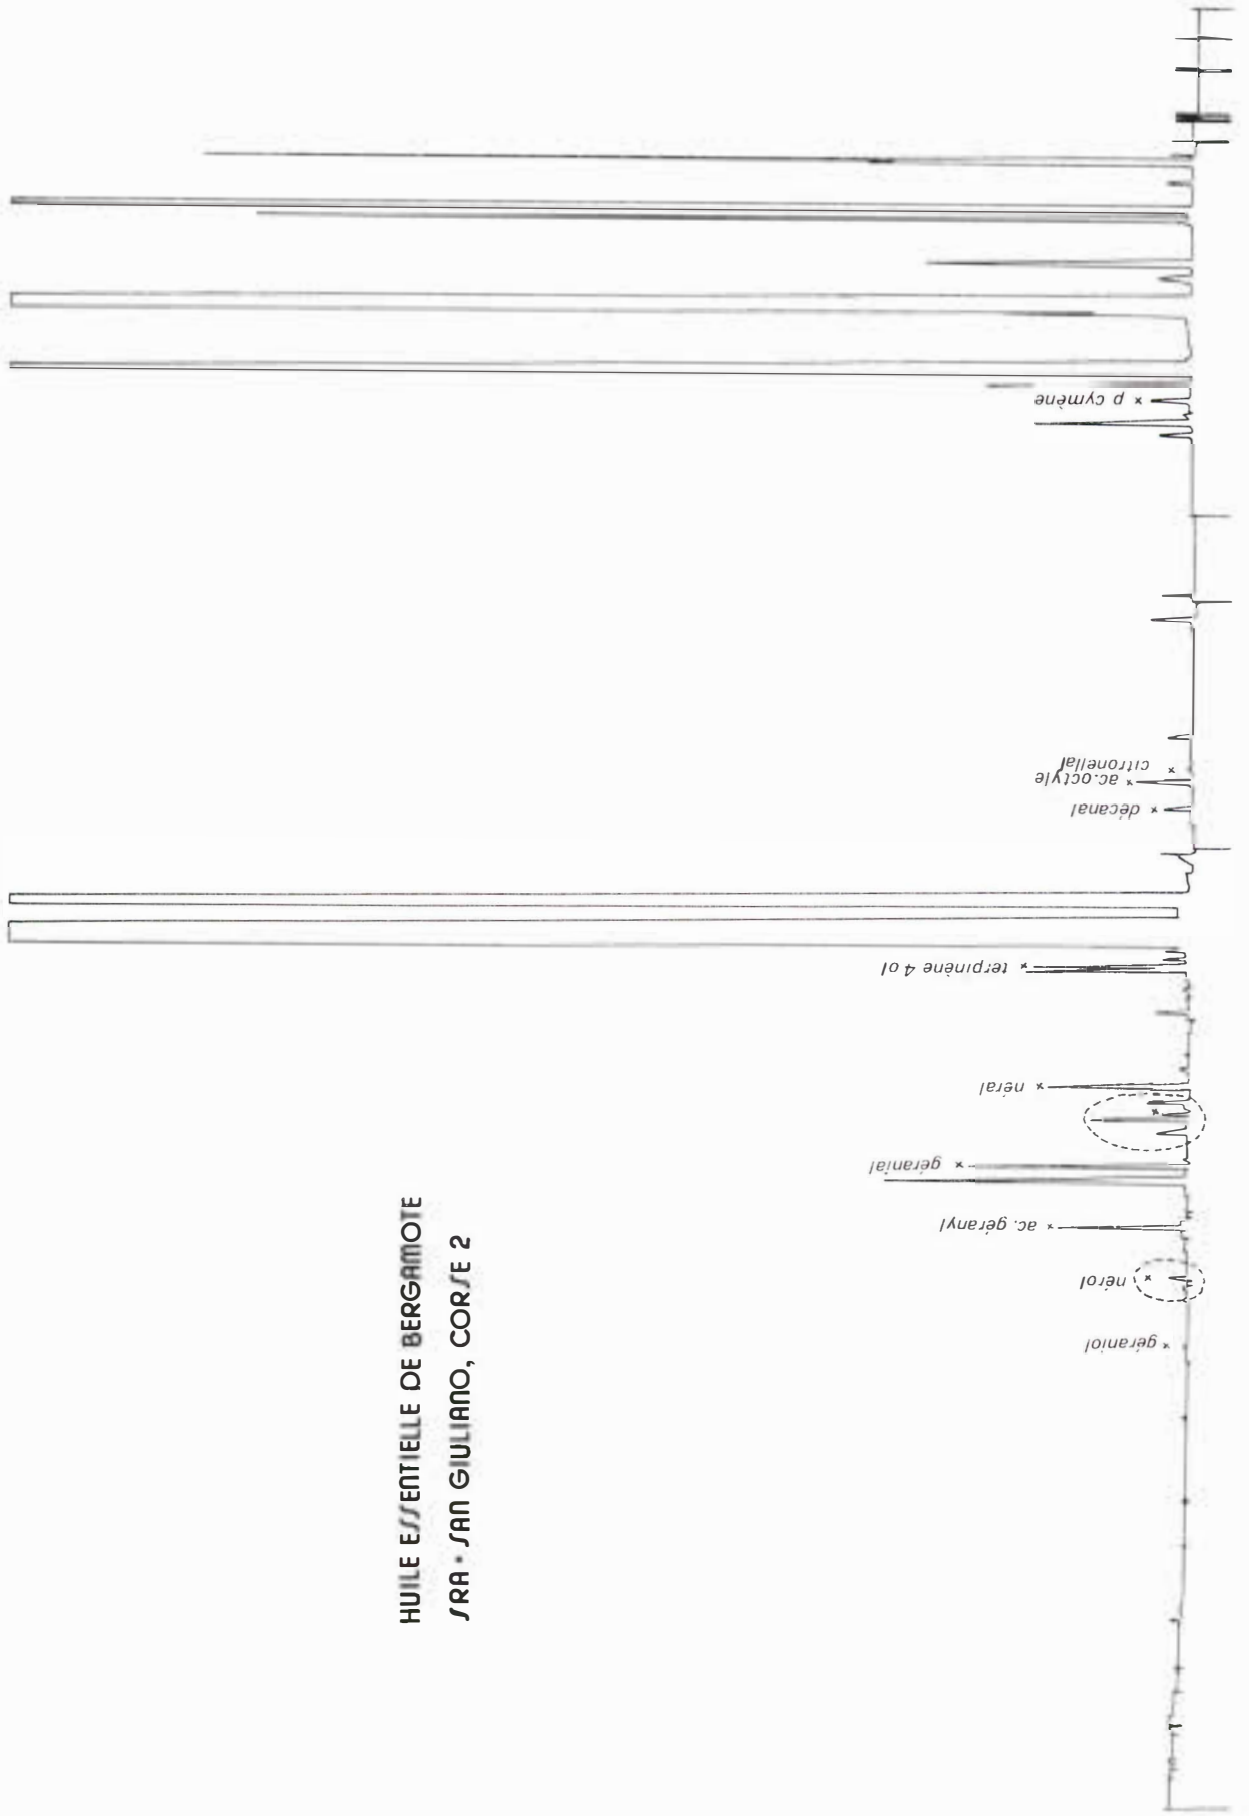 HUILE ESSENTIELLE DE BERGAMOTE
SRA • SAN GIULIANO, CORSE 2
x p cymène
x citronellal
x ac.octyle
x décanal
x terpinène 4 ol
x néral
x
x géranial
x ac. géranyl
x nérol
x géraniol